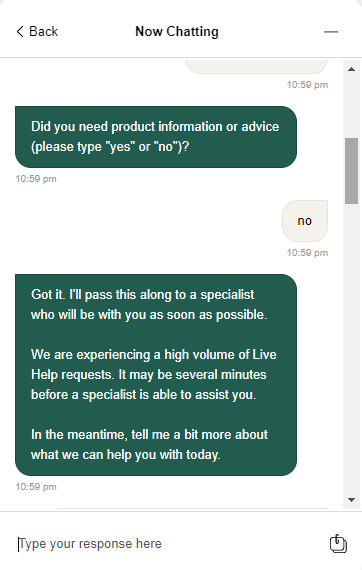 Back
Now Chatting
10:59 pm
Did you need product information or advice
(please type "yes" or "no")?
10:59 pm
no
10:59 pm
Got it. I'll pass this along to a specialist
who will be with you as soon as possible.
We are experiencing a high volume of Live
Help requests. It may be several minutes
before a specialist is able to assist you.
In the meantime, tell me a bit more about
what we can help you with today.
10:59 pm
Type your response here